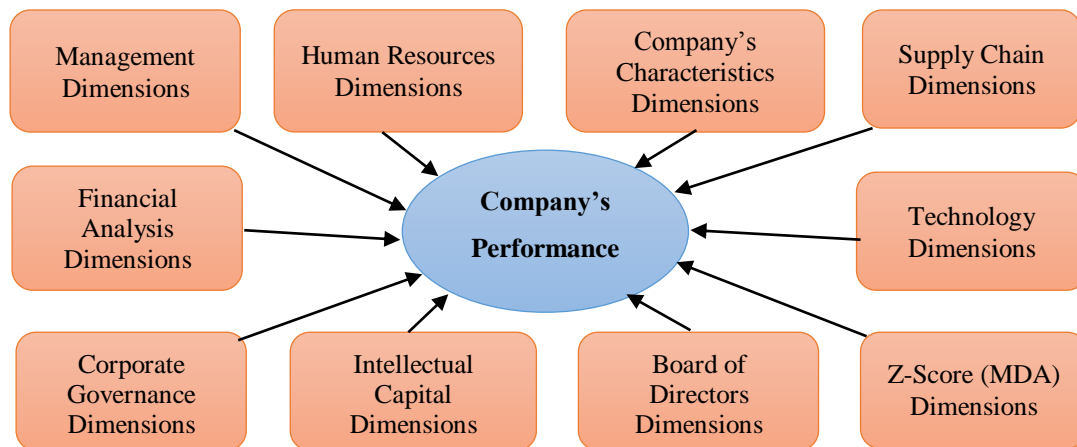 Management
Dimensions
Human Resources
Dimensions
Company’s
Characteristics
Dimensions
Supply Chain
Dimensions
Financial
Analysis
Dimensions
Company’s
Performance
Technology
Dimensions
Corporate
Governance
Dimensions
Intellectual
Capital
Dimensions
Board of
Directors
Dimensions
Z-Score (MDA)
Dimensions